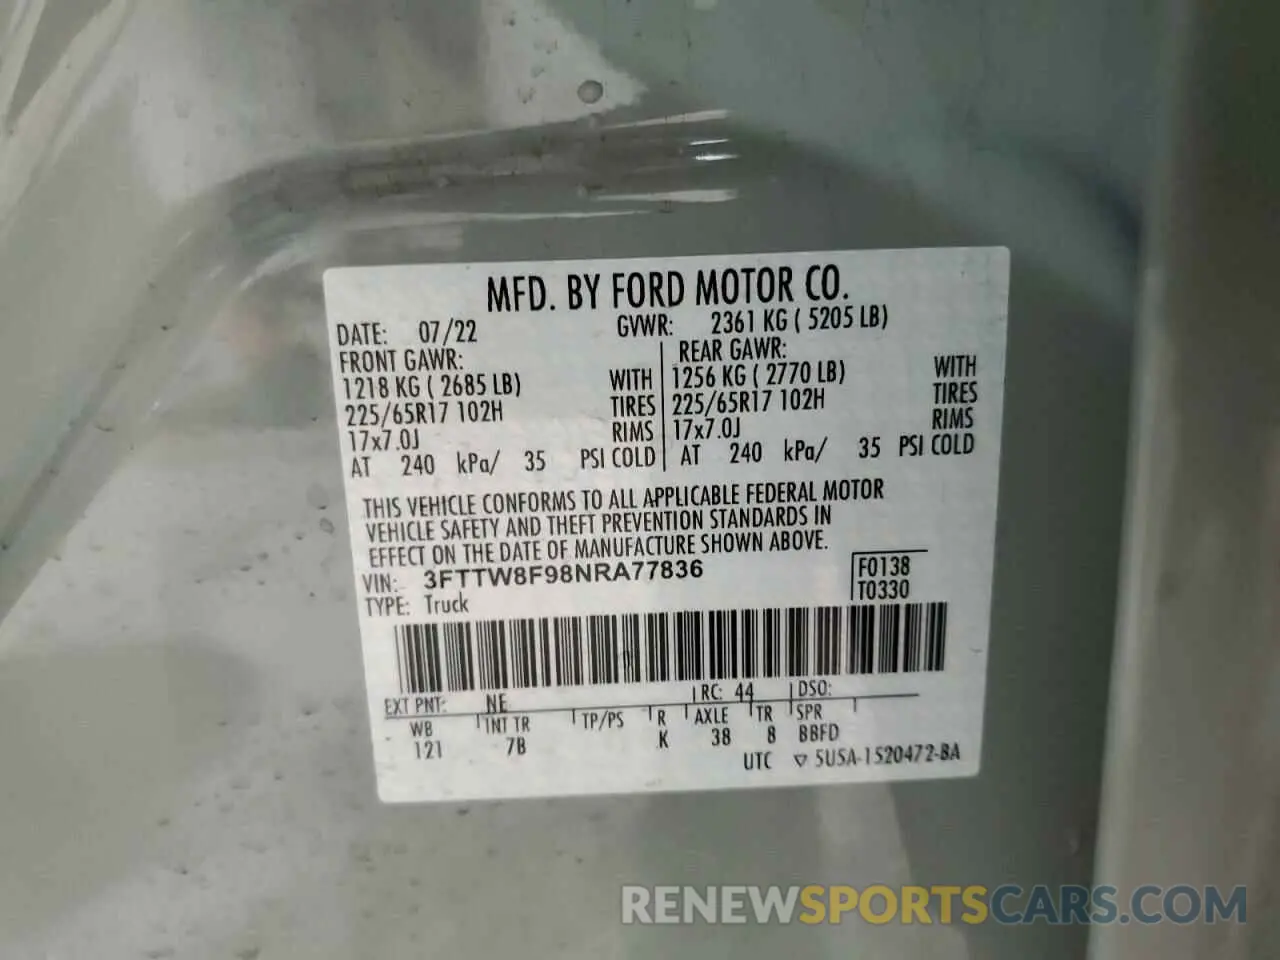 MFD. BY FORD MOTOR CO.
DATE: 07/22 GVWR: 2361 KG ( 5205 LB)
FRONT GAWR: REAR GAWR:
1218 KG ( 2685 LB) WITH 1256 KG ( 2770 LB) WITH
225/65R17 102H TIRES 225/65R17 102H TIRES
17x7.0J RIMS 17x7.0J RIMS
AT 240 kPa/ 35 PSI COLD AT 240 kPa/ 35 PSI COLD
THIS VEHICLE CONFORMS TO ALL APPLICABLE FEDERAL MOTOR
VEHICLE SAFETY AND THEFT PREVENTION STANDARDS IN
EFFECT ON THE DATE OF MANUFACTURE SHOWN ABOVE.
VIN: 3FTTW8F98NRA77836 F0138
TYPE: Truck T0330
EXT PNT: NE RC: 44 DSO:
WB INT TR TP/PS R AXLE TR SPR
121 7B K 38 8 BBFD
UTC ▽ 5U5A-1520472-BA
RENEWSPORTSCARS.COM